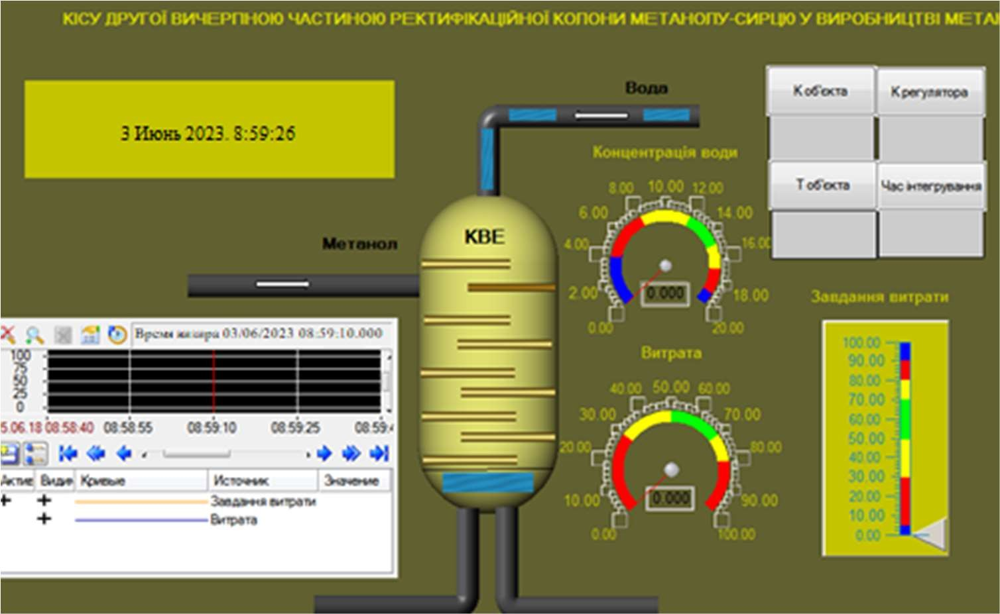 КІСУ ДРУГОЇ ВИЧЕРПНОЮ ЧАСТИНОЮ РЕКТИФІКАЦІЙНОЇ КОЛОНИ МЕТАНОЛУ-СИРЦЮ У ВИРОБНИЦТВІ МЕТА
3 Июнь 2023. 8:59:26
Вода
К об'єкта
К регулятора
Т об'єкта
Час інтегрування
Концентрація води
0.00
2.00
4.00
6.00
8.00
10.00
12.00
14.00
16.00
18.00
20.00
0.000
Метанол
КВЕ
Витрата
0.00
10.00
20.00
30.00
40.00
50.00
60.00
70.00
80.00
90.00
100.00
0.000
Завдання витрати
100.00
90.00
80.00
70.00
60.00
50.00
40.00
30.00
20.00
10.00
0.00
Время 03/06/2023 08:59:10.000
100
75
50
25
0
5.06.18 08:58:40 08:58:55 08:59:10 08:59:25 08:59:4
Актив Видим Кривые Источник Значение
Завдання витрати
Витрата